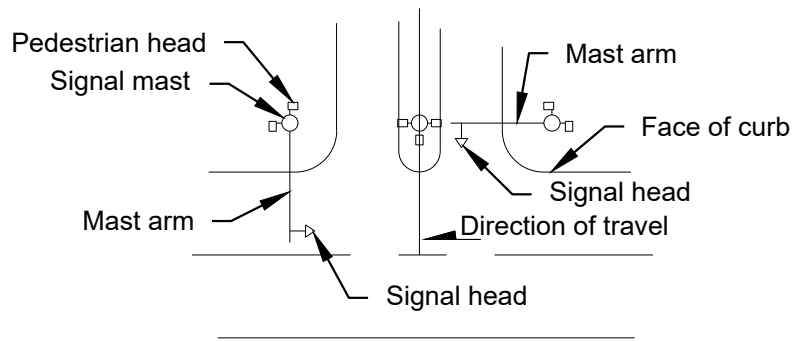 Pedestrian head
Mast arm
Signal mast
Face of curb
Signal head
Mast arm
Direction of travel
Signal head